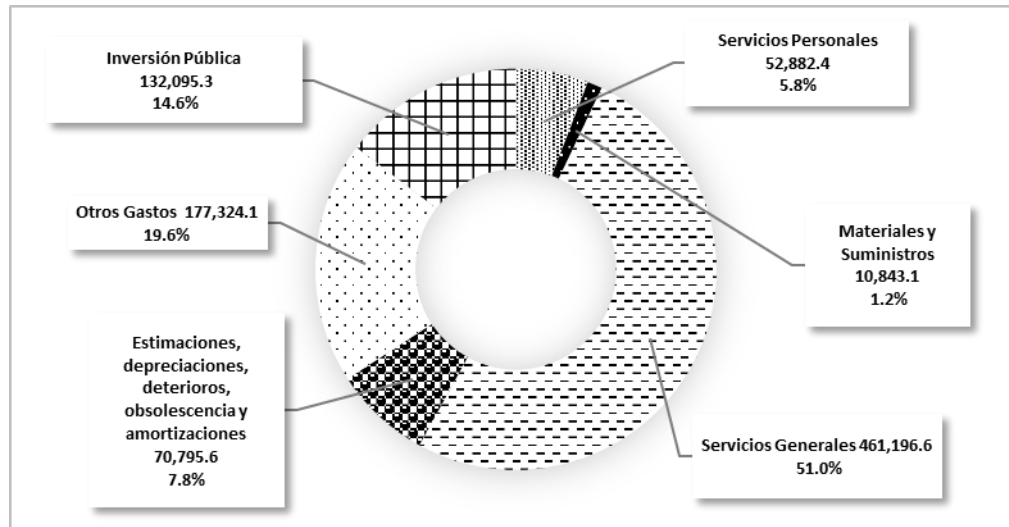 Inversión Pública
132,095.3
14.6%
Servicios Personales
52,882.4
5.8%
Otros Gastos 177,324.1
19.6%
Materiales y
Suministros
10,843.1
1.2%
Estimaciones,
depreciaciones,
deterioros,
obsolescencia y
amortizaciones
70,795.6
7.8%
Servicios Generales 461,196.6
51.0%